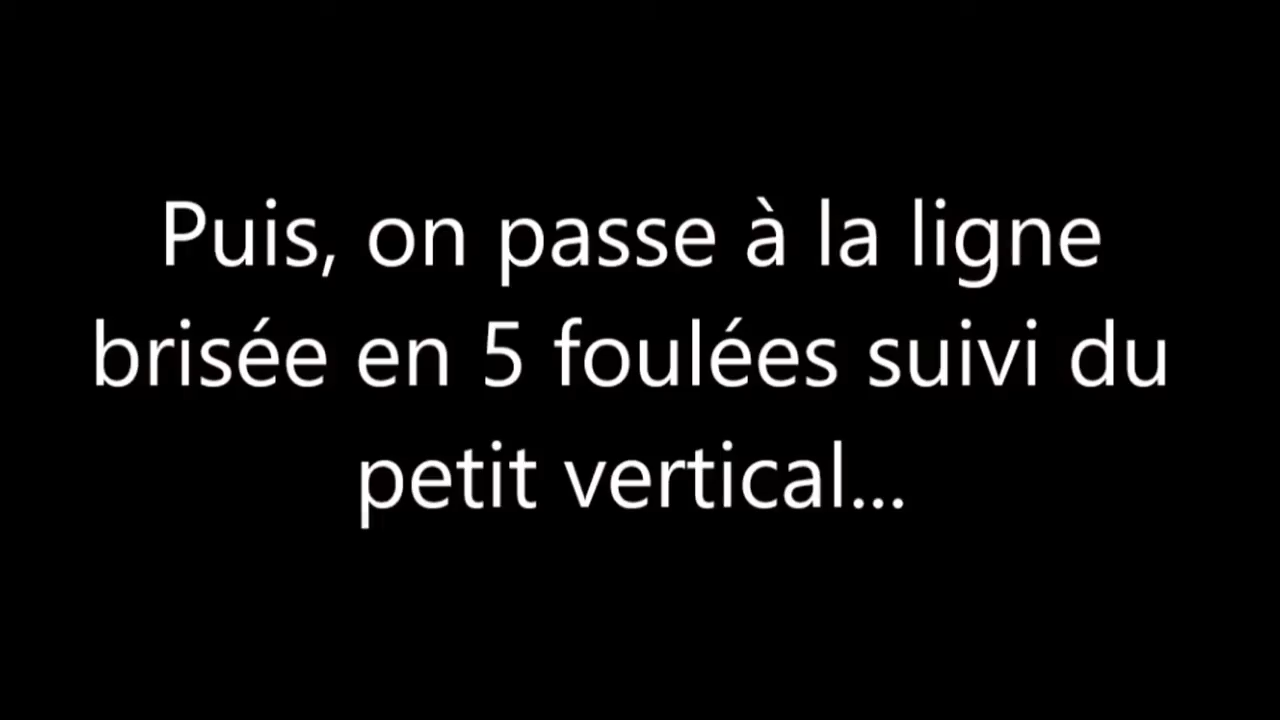 Puis, on passe à la ligne
brisée en 5 foulées suivi du
petit vertical...